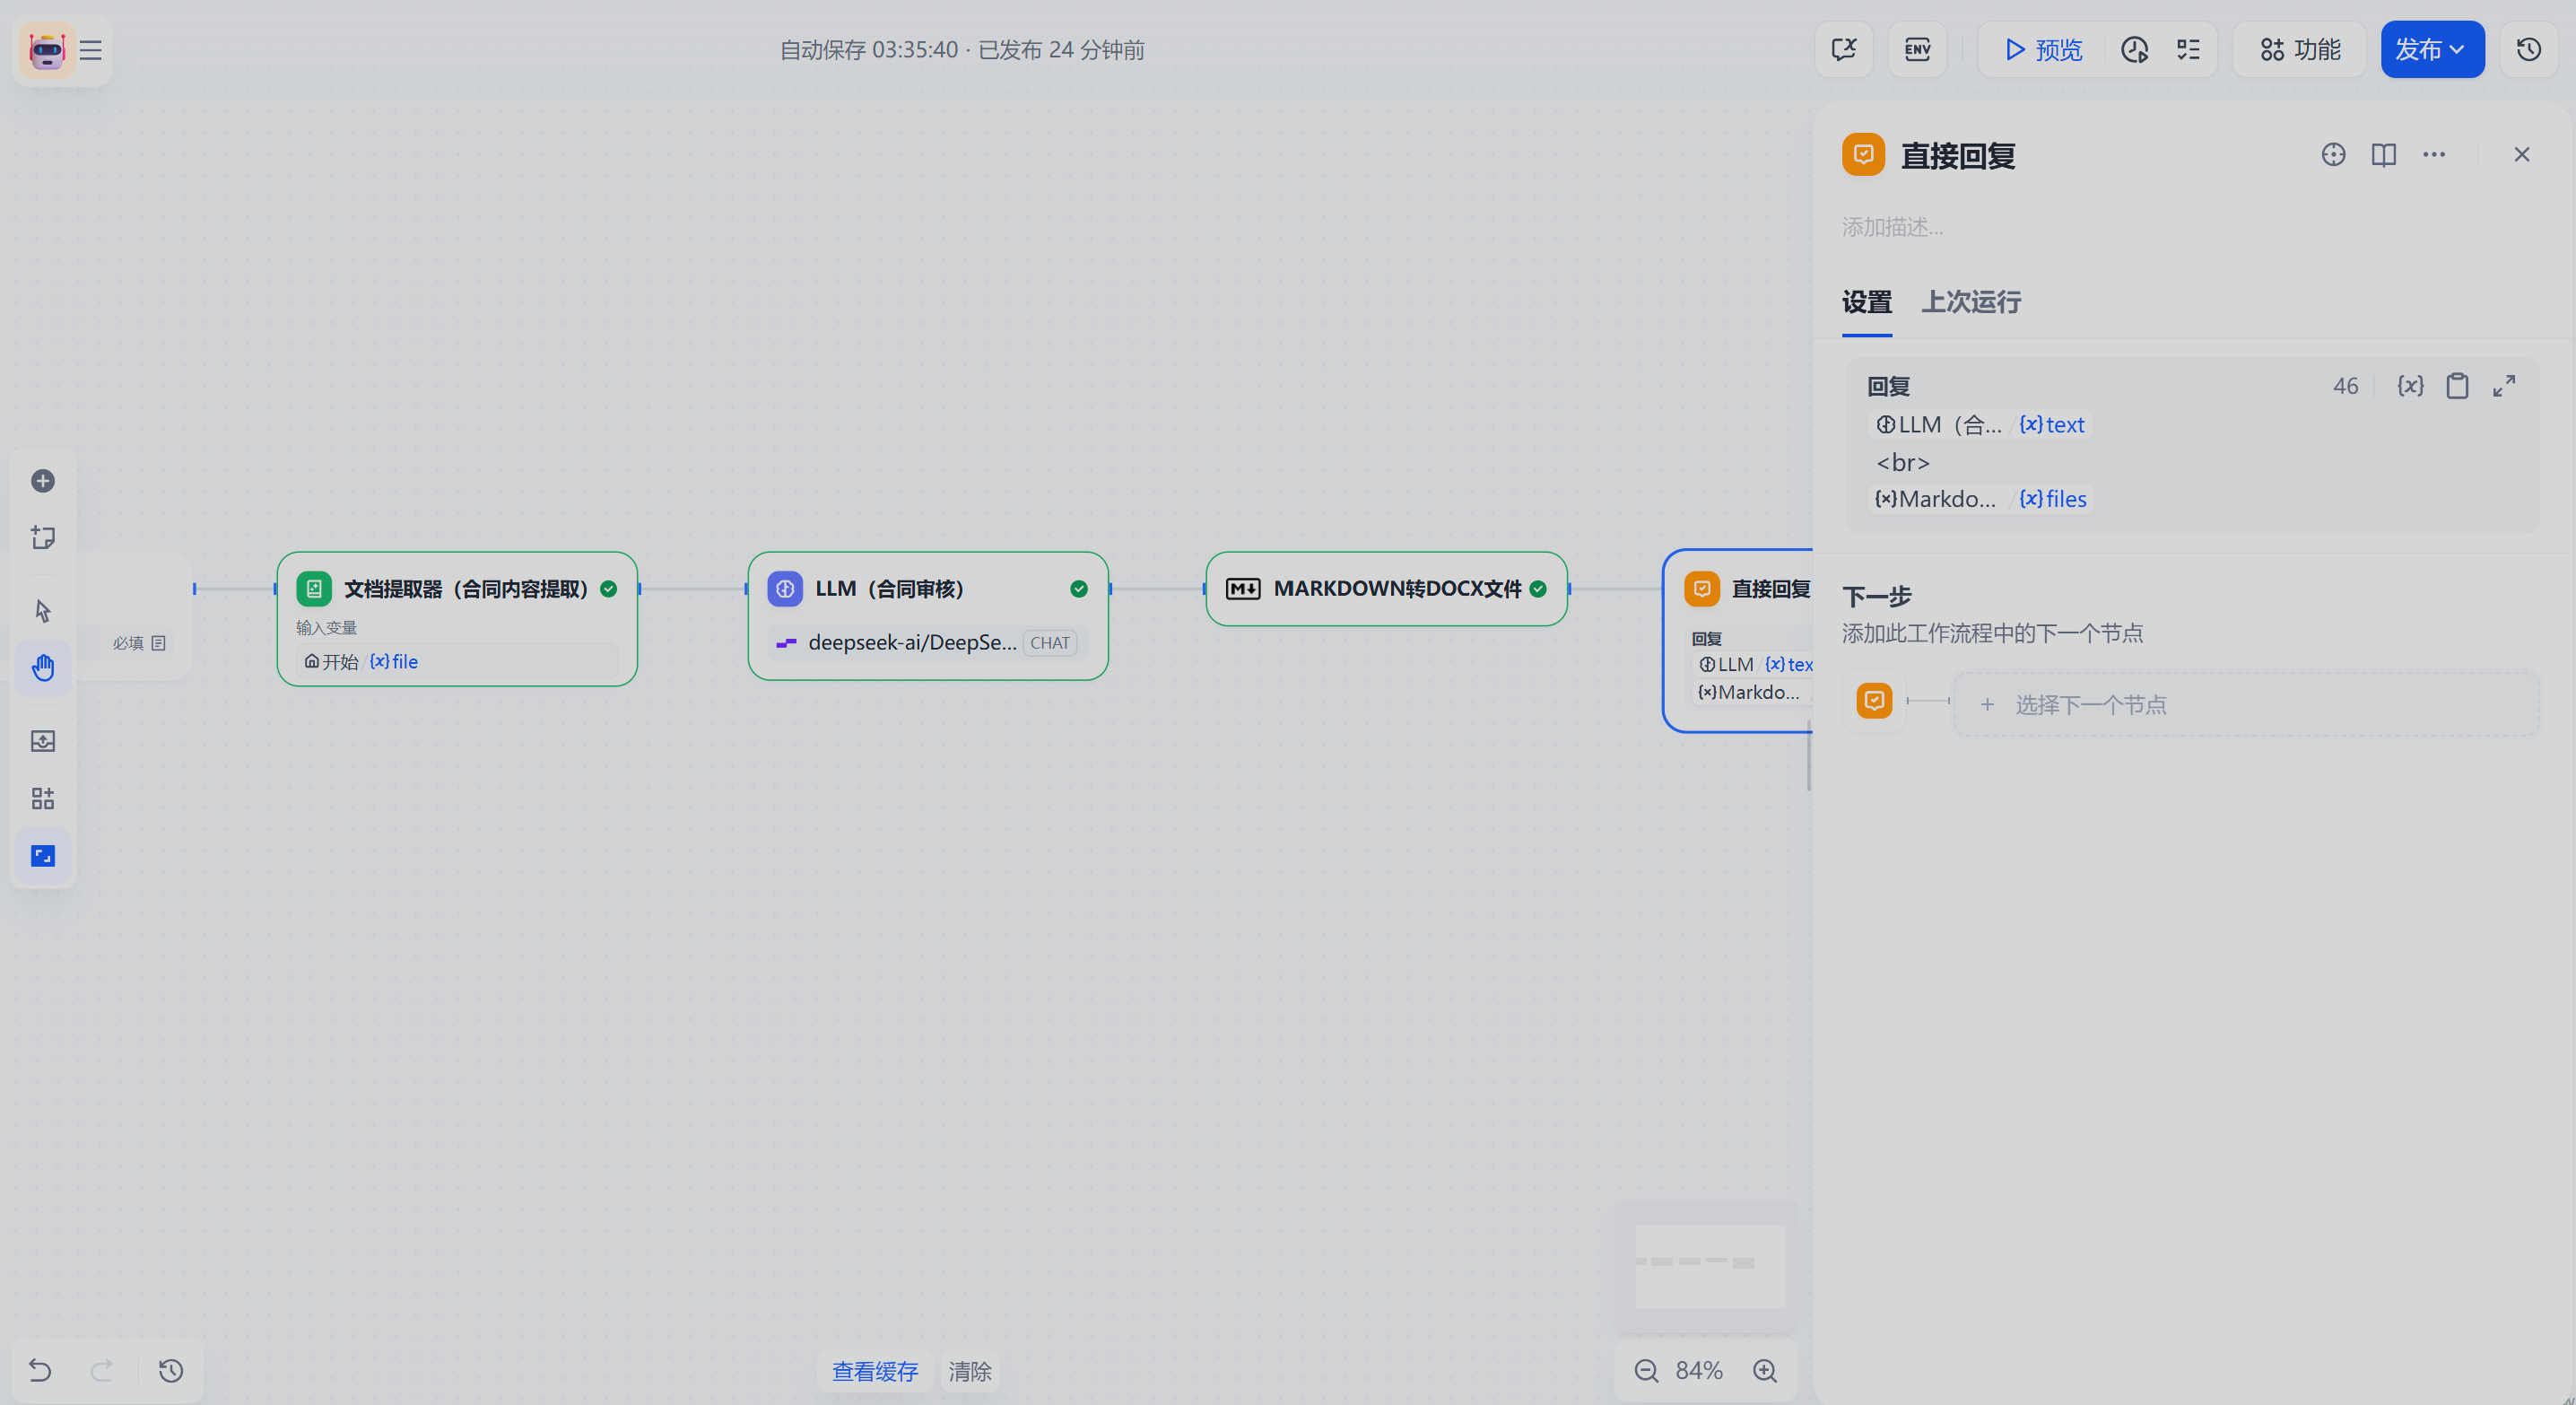 自动保存 03:35:40 · 已发布 24 分钟前
ENV
预览
功能
发布
直接回复
添加描述...
设置
上次运行
回复
46
LLM（合... / {x} text
<br>
{x} Markdo... / {x} files
下一步
添加此工作流程中的下一个节点
+ 选择下一个节点
必填
文档提取器（合同内容提取）
输入变量
开始 / {x} file
LLM（合同审核）
deepseek-ai/DeepSe...
CHAT
MARKDOWN转DOCX文件
直接回复
回复
LLM / {x} tex
{x} Markdo...
查看缓存
清除
84%